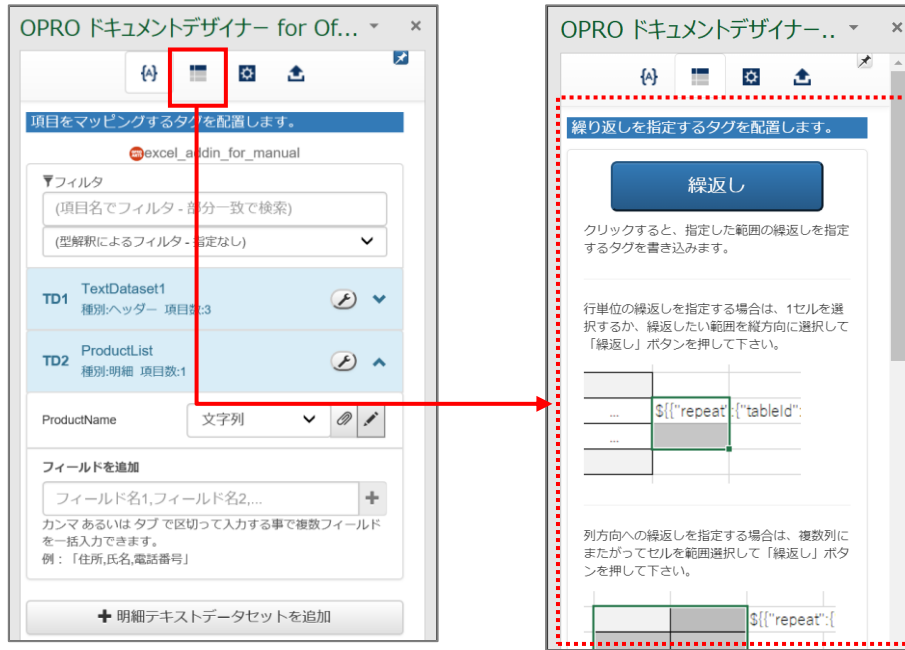 OPRO ドキュメントデザイナー for Of...
{A}
項目をマッピングするタグを配置します。
excel_addin_for_manual
フィルタ
(項目名でフィルタ - 部分一致で検索)
(型解釈によるフィルタ - 指定なし)
TD1 TextDataset1
種別:ヘッダー 項目数:3
TD2 ProductList
種別:明細 項目数:1
ProductName 文字列
フィールドを追加
フィールド名1,フィールド名2,...
カンマ あるいは タブ で区切って入力する事で複数フィールド
を一括入力できます。
例：「住所,氏名,電話番号」
+ 明細テキストデータセットを追加
OPRO ドキュメントデザイナー..
{A}
繰り返しを指定するタグを配置します。
繰返し
クリックすると、指定した範囲の繰返しを指定
するタグを書き込みます。
行単位の繰返しを指定する場合は、1セルを選
択するか、繰返したい範囲を縦方向に選択して
「繰返し」ボタンを押して下さい。
... ${{"repeat":{"tableId":
...
列方向への繰返しを指定する場合は、複数列に
またがってセルを範囲選択して「繰返し」ボタ
ンを押して下さい。
${{"repeat":{